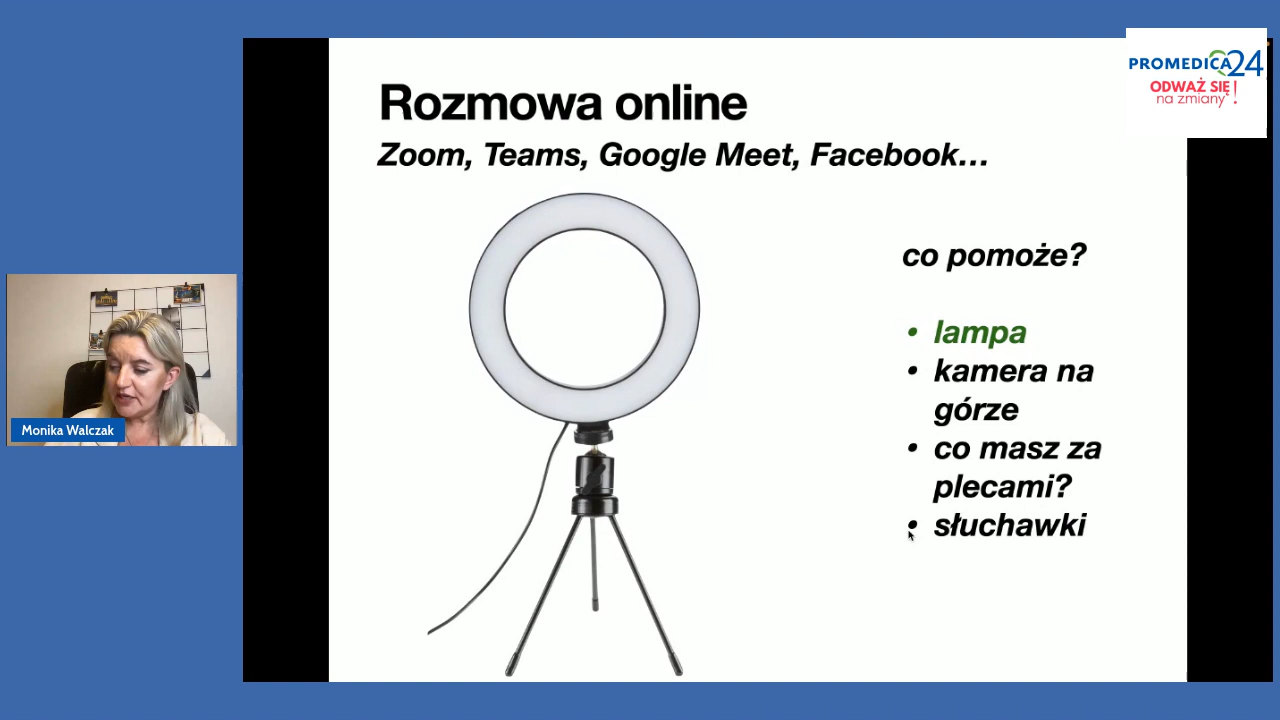 PROMEDICA24
ODWAŻ SIĘ
na zmiany!
Rozmowa online
Zoom, Teams, Google Meet, Facebook...
co pomoże?
• lampa
• kamera na
górze
• co masz za
plecami?
• słuchawki
Monika Walczak